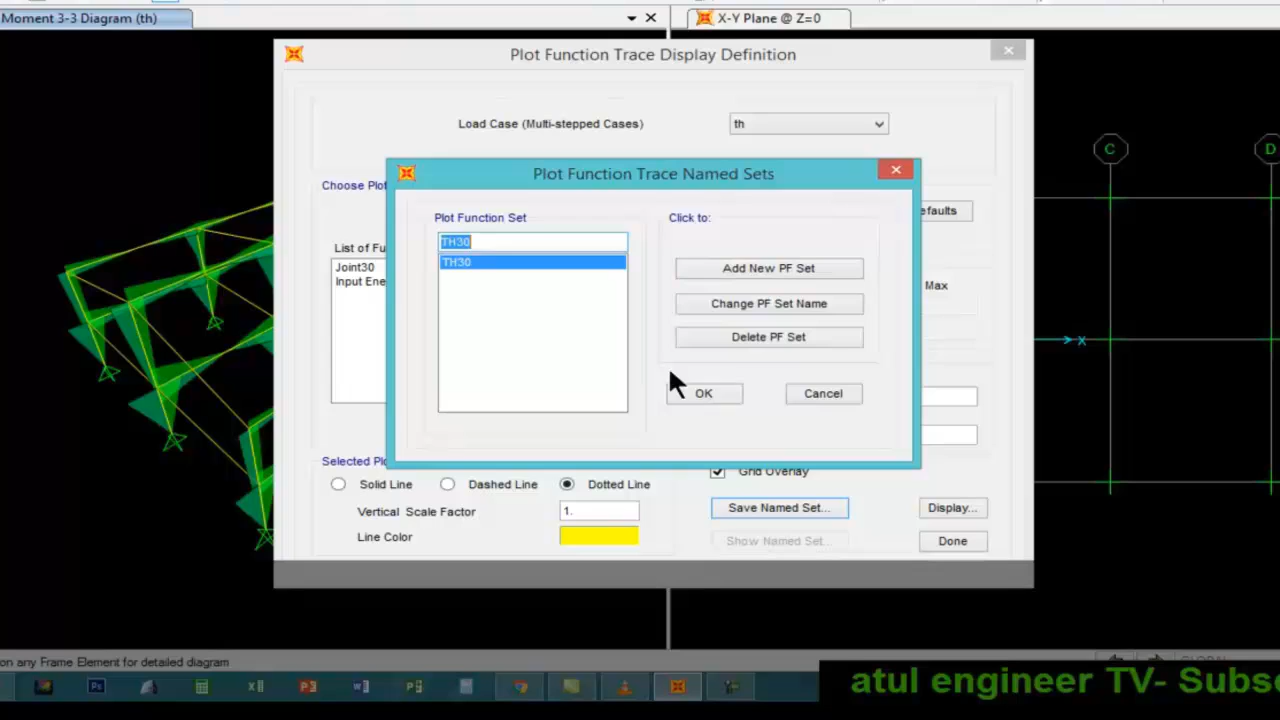 Moment 3-3 Diagram (th)
X-Y Plane @ Z=0
Plot Function Trace Display Definition
Load Case (Multi-stepped Cases)
th
C
D
Plot Function Trace Named Sets
Choose Plot
efaults
Plot Function Set
Click to:
List of Fu
TH30
TH30
Joint30
Input Ene
Add New PF Set
Max
Change PF Set Name
Delete PF Set
X
OK
Cancel
Selected Plo
Grid Overlay
Solid Line
Dashed Line
Dotted Line
Vertical Scale Factor
1.
Save Named Set...
Display...
Line Color
Show Named Set...
Done
on any Frame Element for detailed diagram
GLOBAL
atul engineer TV- Subsc